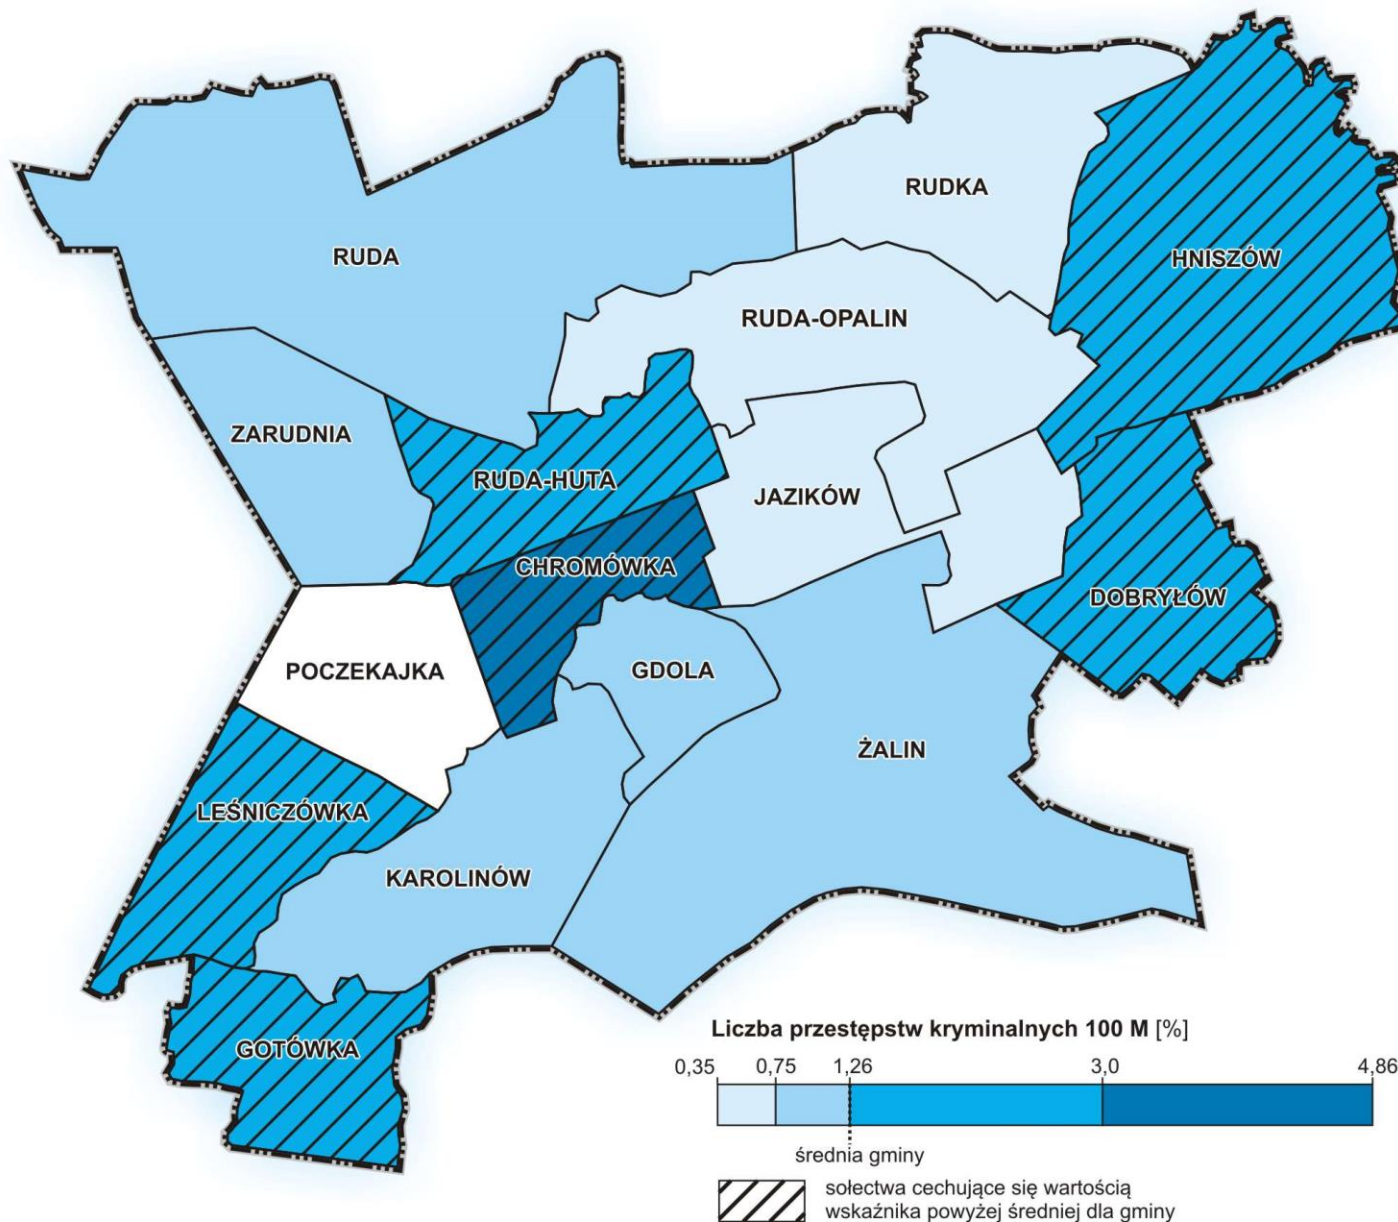 RUDKA
RUDA
HNISZÓW
RUDA-OPALIN
ZARUDNIA
RUDA-HUTA
JAZIKÓW
CHROMÓWKA
DOBRYŁÓW
POCZEKAJKA
GDOLA
ŻALIN
LEŚNICZÓWKA
KAROLINÓW
GOTÓWKA
Liczba przestępstw kryminalnych 100 M [%]
0,35 0,75 1,26 3,0 4,86
średnia gminy
sołectwa cechujące się wartością
wskaźnika powyżej średniej dla gminy